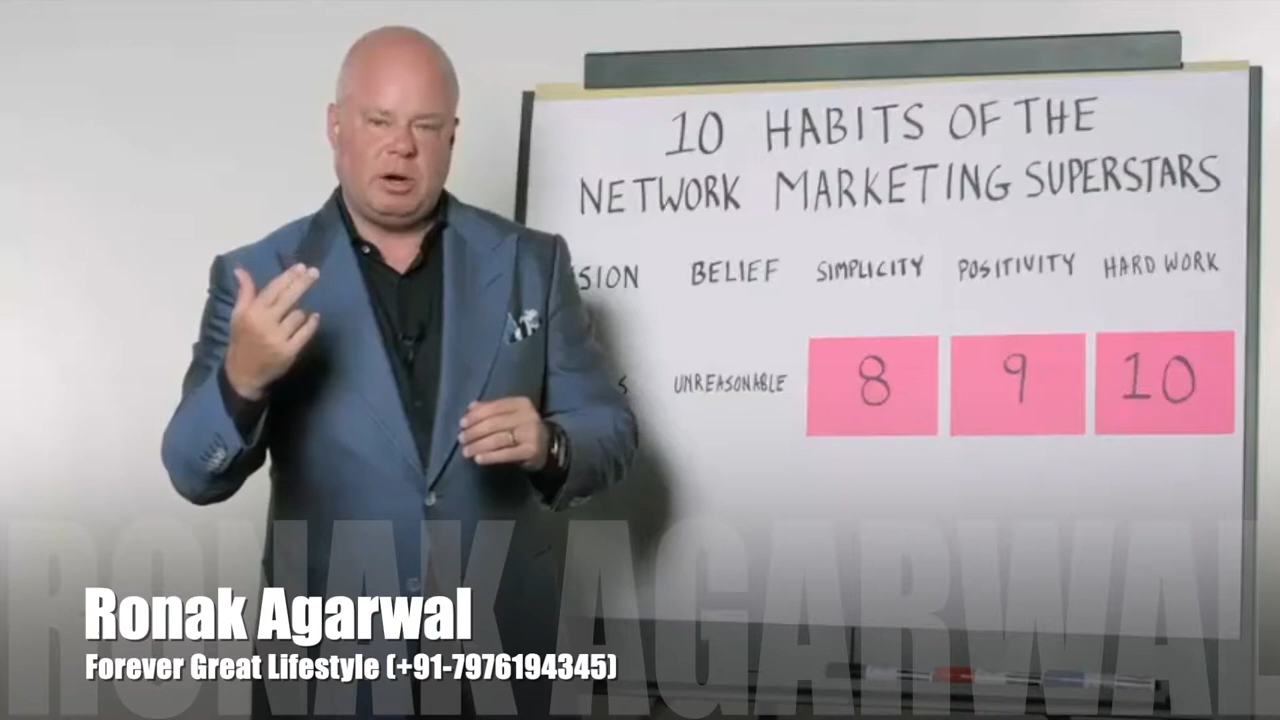 10 HABITS OF THE
NETWORK MARKETING SUPERSTARS
SION BELIEF SIMPLICITY POSITIVITY HARD WORK
S UNREASONABLE 8 9 10
RONAK AGARWAL
Ronak Agarwal
Forever Great Lifestyle (+91-7976194345)